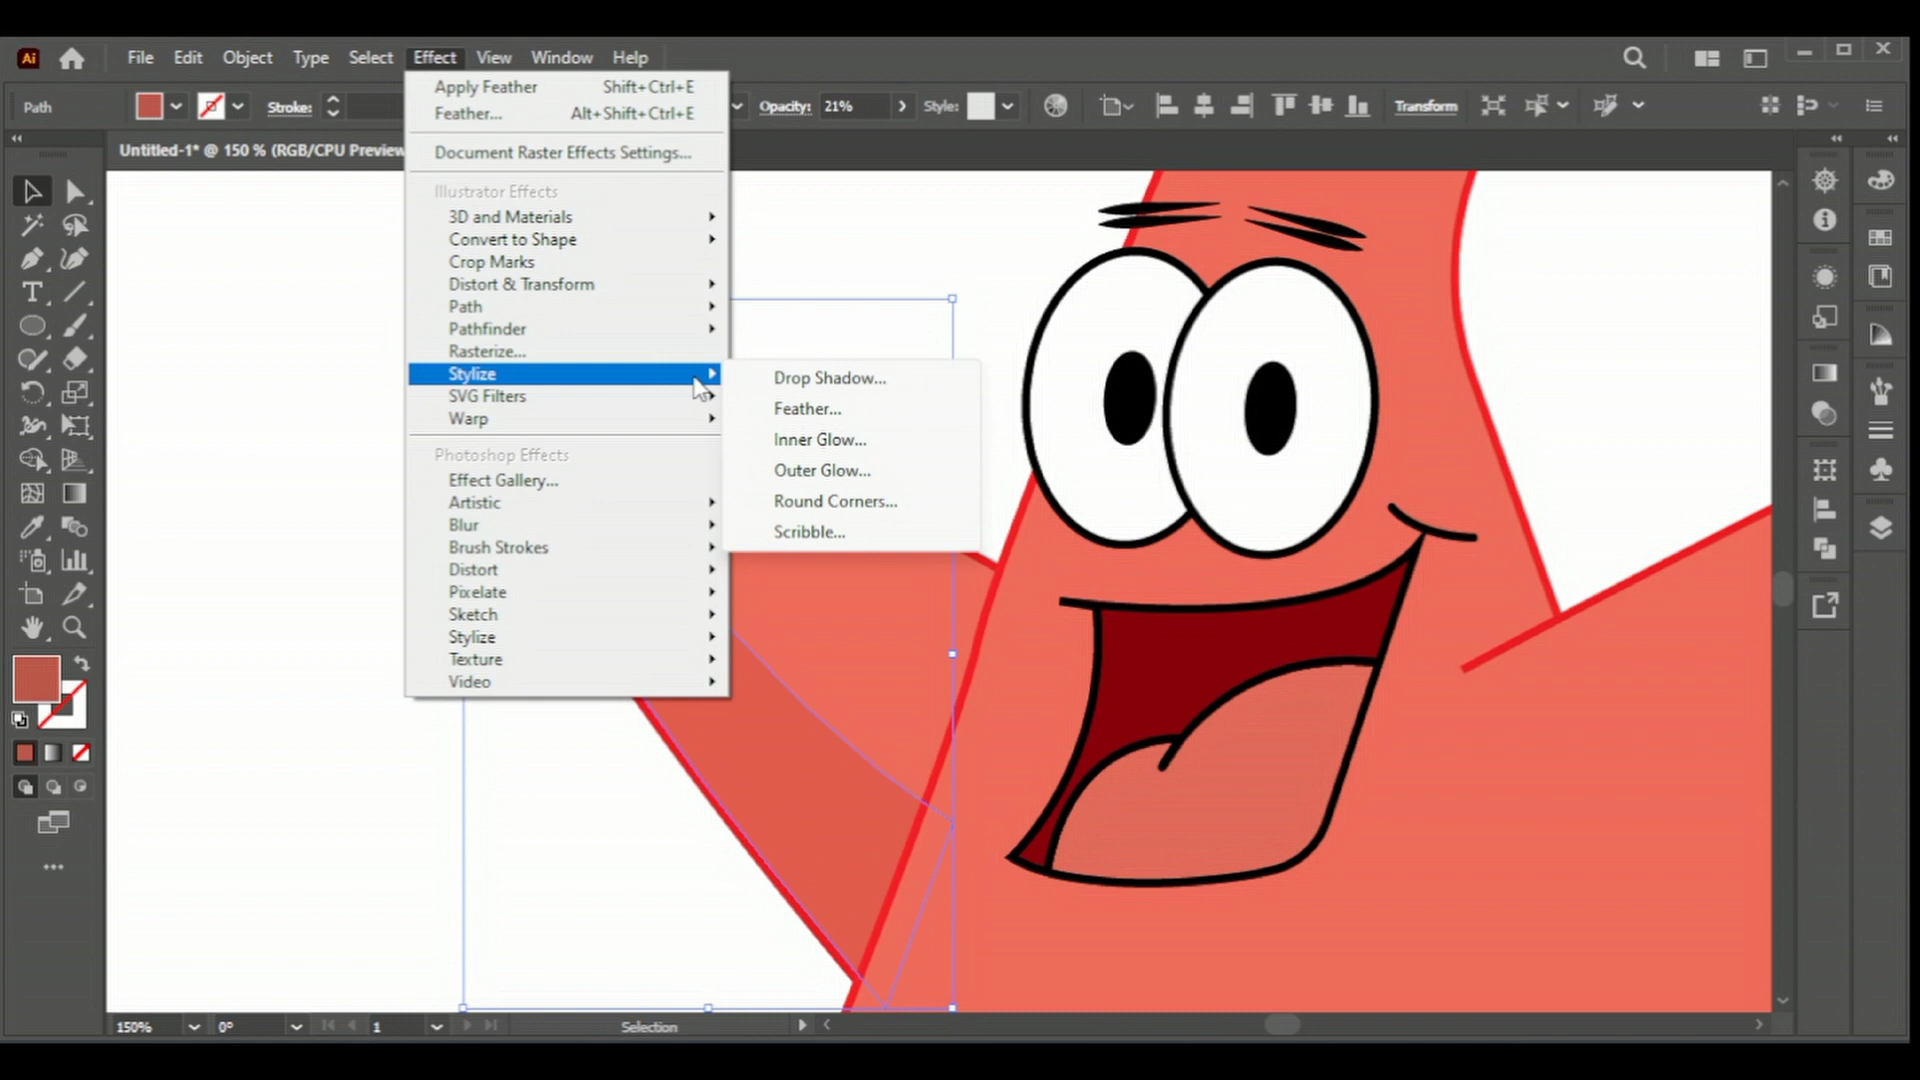 Ai File Edit Object Type Select Effect View Window Help
Path Stroke: Opacity: 21% Style: Transform
Untitled-1* @ 150 % (RGB/CPU Preview
Apply Feather Shift+Ctrl+E
Feather... Alt+Shift+Ctrl+E
Document Raster Effects Settings...
Illustrator Effects
3D and Materials
Convert to Shape
Crop Marks
Distort & Transform
Path
Pathfinder
Rasterize...
Stylize
SVG Filters
Warp
Photoshop Effects
Effect Gallery...
Artistic
Blur
Brush Strokes
Distort
Pixelate
Sketch
Stylize
Texture
Video
Drop Shadow...
Feather...
Inner Glow...
Outer Glow...
Round Corners...
Scribble...
150% 0° 1 Selection